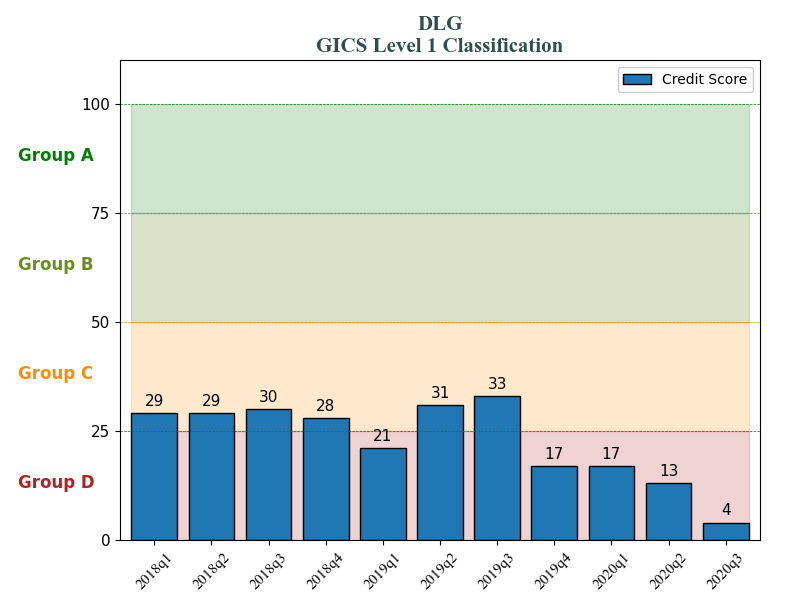 DLG
GICS Level 1 Classification
Credit Score
100
Group A
75
Group B
50
Group C
25
Group D
0
29
29
30
28
21
31
33
17
17
13
4
2018q1
2018q2
2018q3
2018q4
2019q1
2019q2
2019q3
2019q4
2020q1
2020q2
2020q3